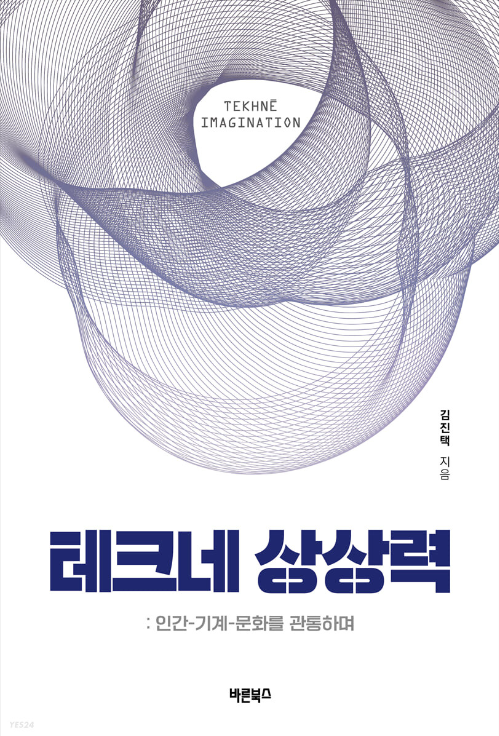 TEKHNĒ
IMAGINATION
김진택 지음
테크네 상상력
: 인간-기계-문화를 관통하며
바른북스
YES24